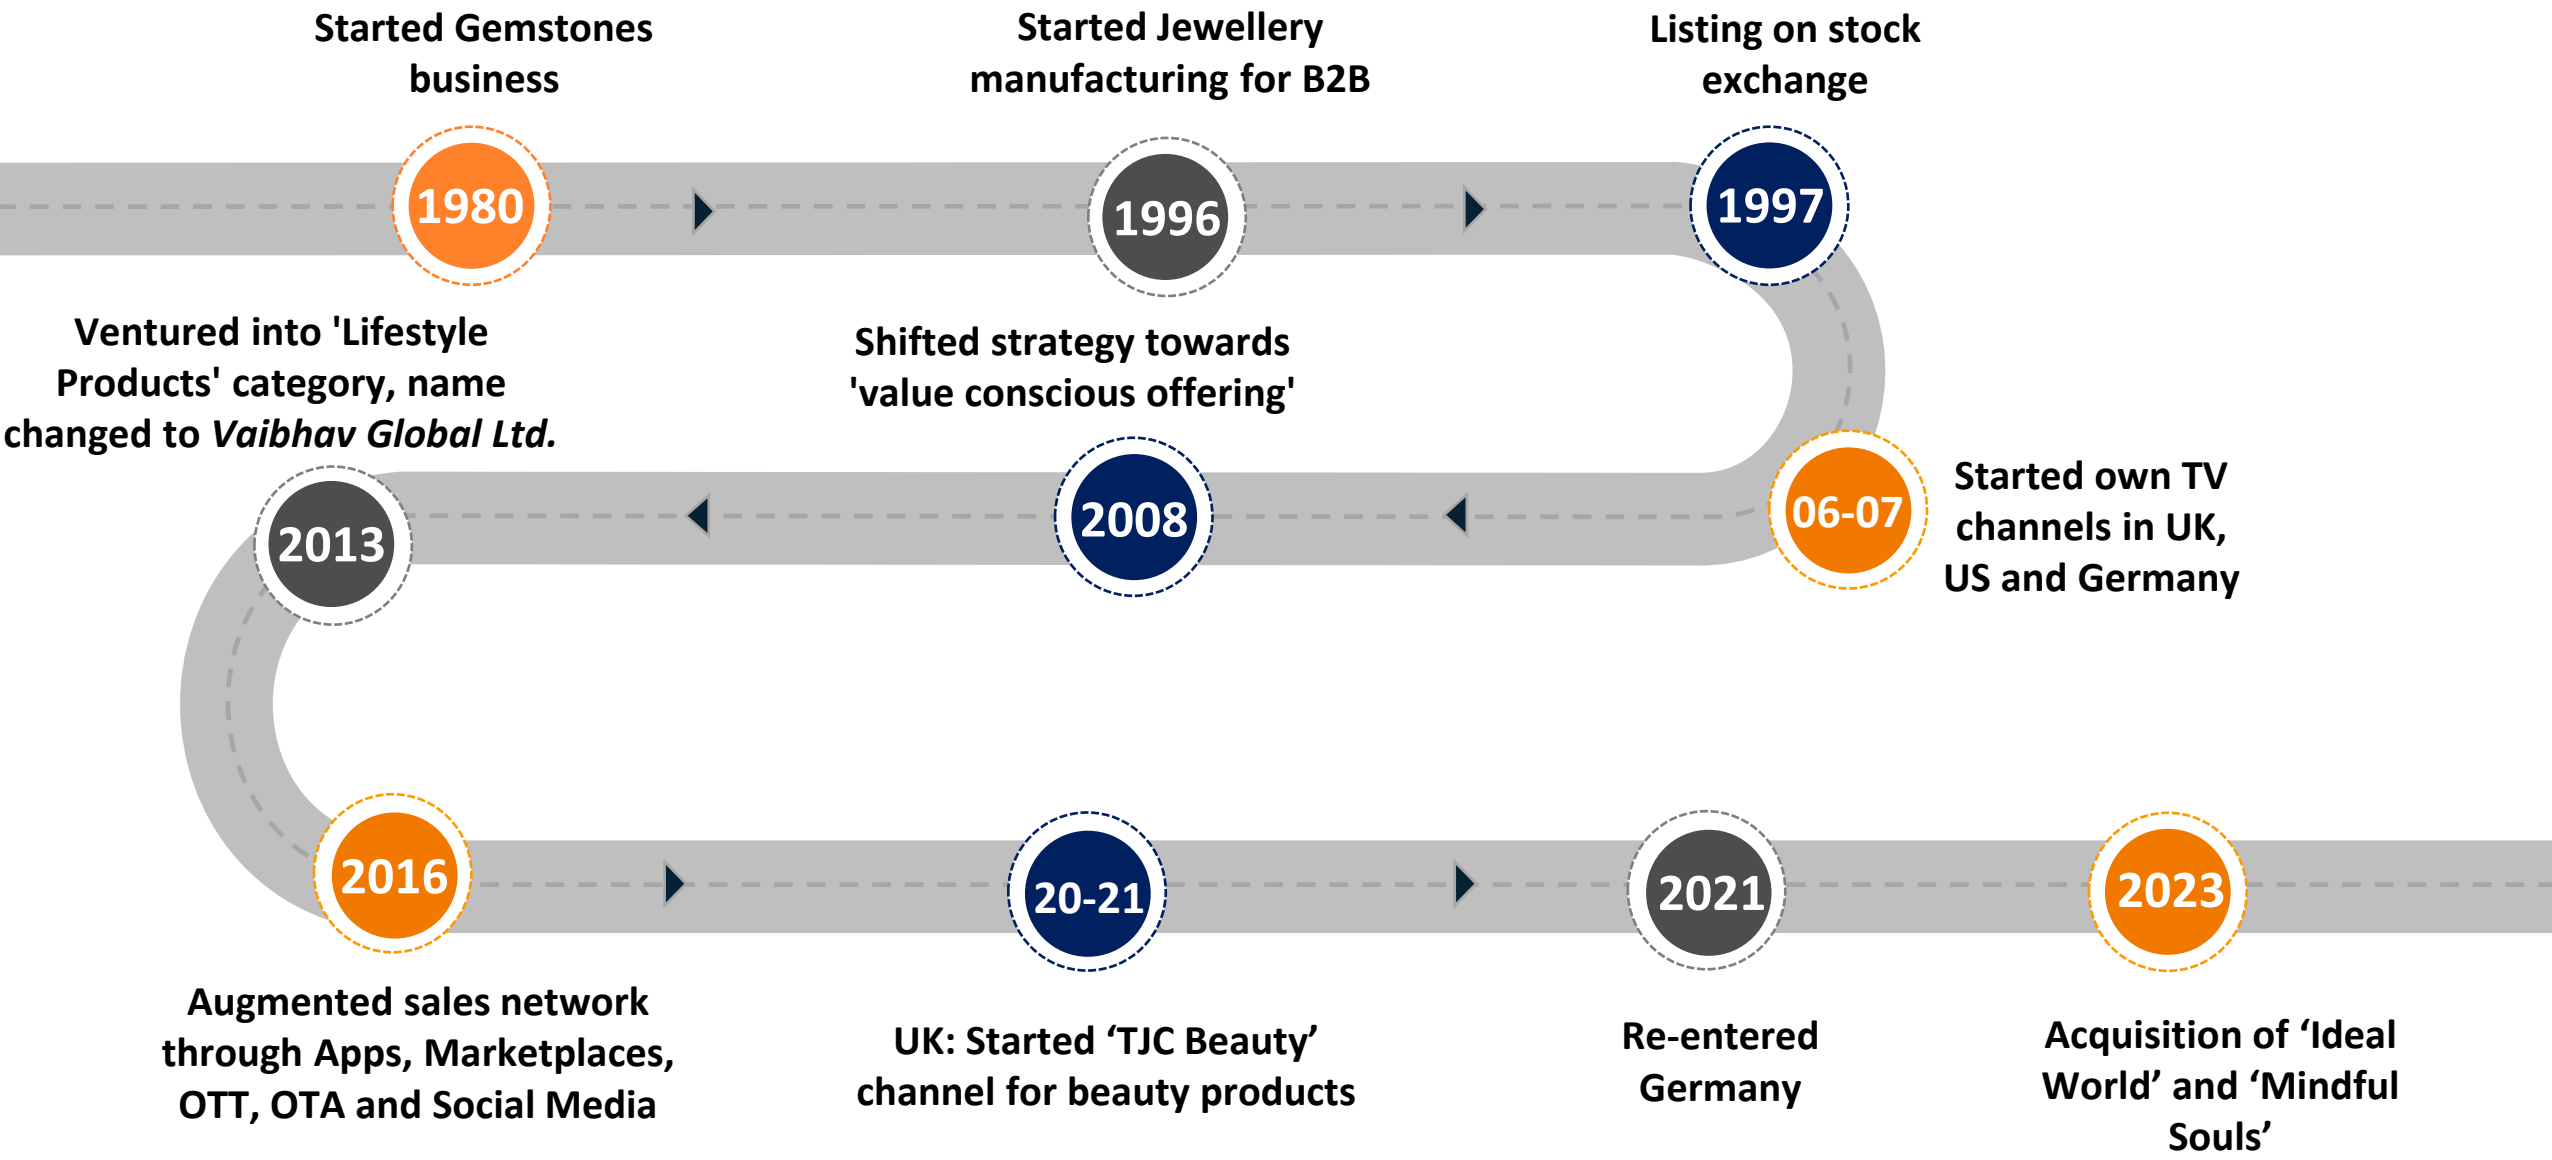 Started Gemstones
business
1980
Started Jewellery
manufacturing for B2B
1996
Listing on stock
exchange
1997
Started own TV
channels in UK,
US and Germany
06-07
Shifted strategy towards
'value conscious offering'
2008
Ventured into 'Lifestyle
Products' category, name
changed to Vaibhav Global Ltd.
2013
2016
Augmented sales network
through Apps, Marketplaces,
OTT, OTA and Social Media
20-21
UK: Started ‘TJC Beauty’
channel for beauty products
2021
Re-entered
Germany
2023
Acquisition of ‘Ideal
World’ and ‘Mindful
Souls’